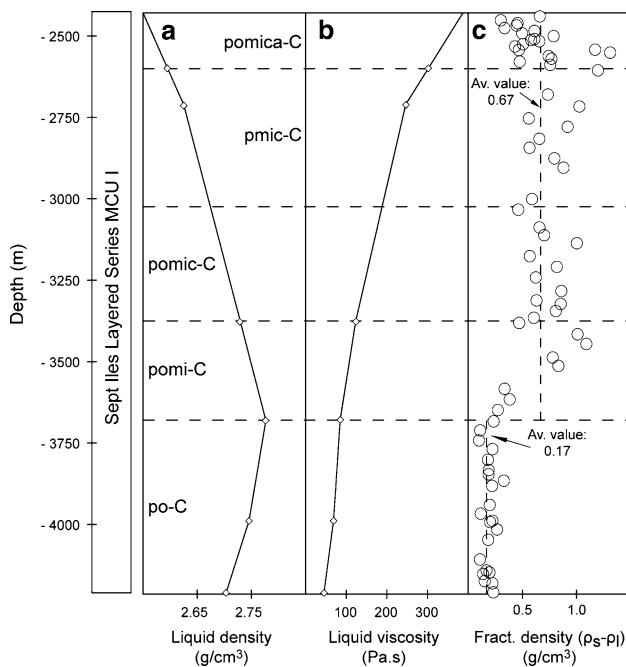 a
b
c
- 2500
- 2750
- 3000
- 3250
- 3500
- 3750
- 4000
Depth (m)
Sept Iles Layered Series MCU I
pomica-C
pmic-C
pomic-C
pomi-C
po-C
Av. value:
0.67
Av. value:
0.17
2.65
2.75
100
200
300
0.5
1.0
Liquid density
(g/cm³)
Liquid viscosity
(Pa.s)
Fract. density (ρs-ρl)
(g/cm³)